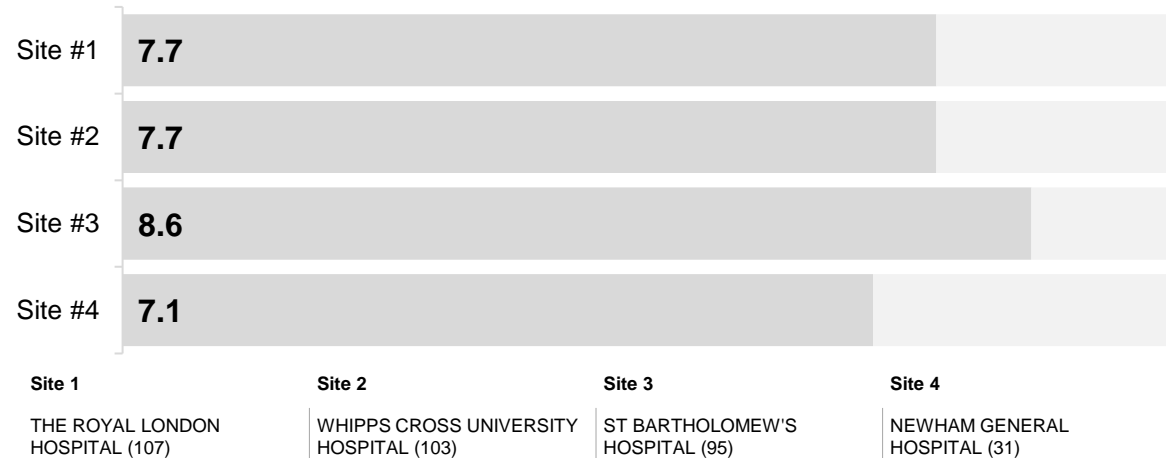 Site #1
7.7
Site #2
7.7
Site #3
8.6
Site #4
7.1
Site 1
THE ROYAL LONDON
HOSPITAL (107)
Site 2
WHIPPS CROSS UNIVERSITY
HOSPITAL (103)
Site 3
ST BARTHOLOMEW'S
HOSPITAL (95)
Site 4
NEWHAM GENERAL
HOSPITAL (31)